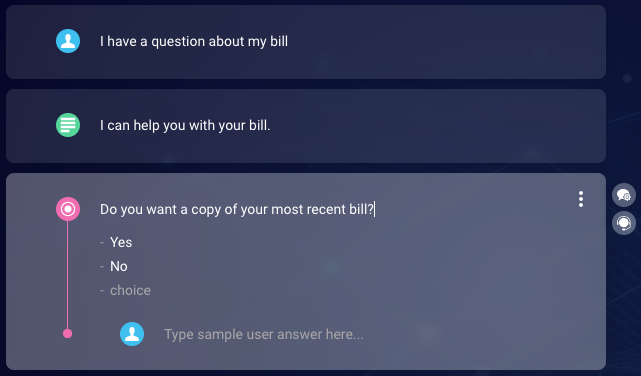 I have a question about my bill
I can help you with your bill.
Do you want a copy of your most recent bill?
- Yes
- No
- choice
Type sample user answer here...